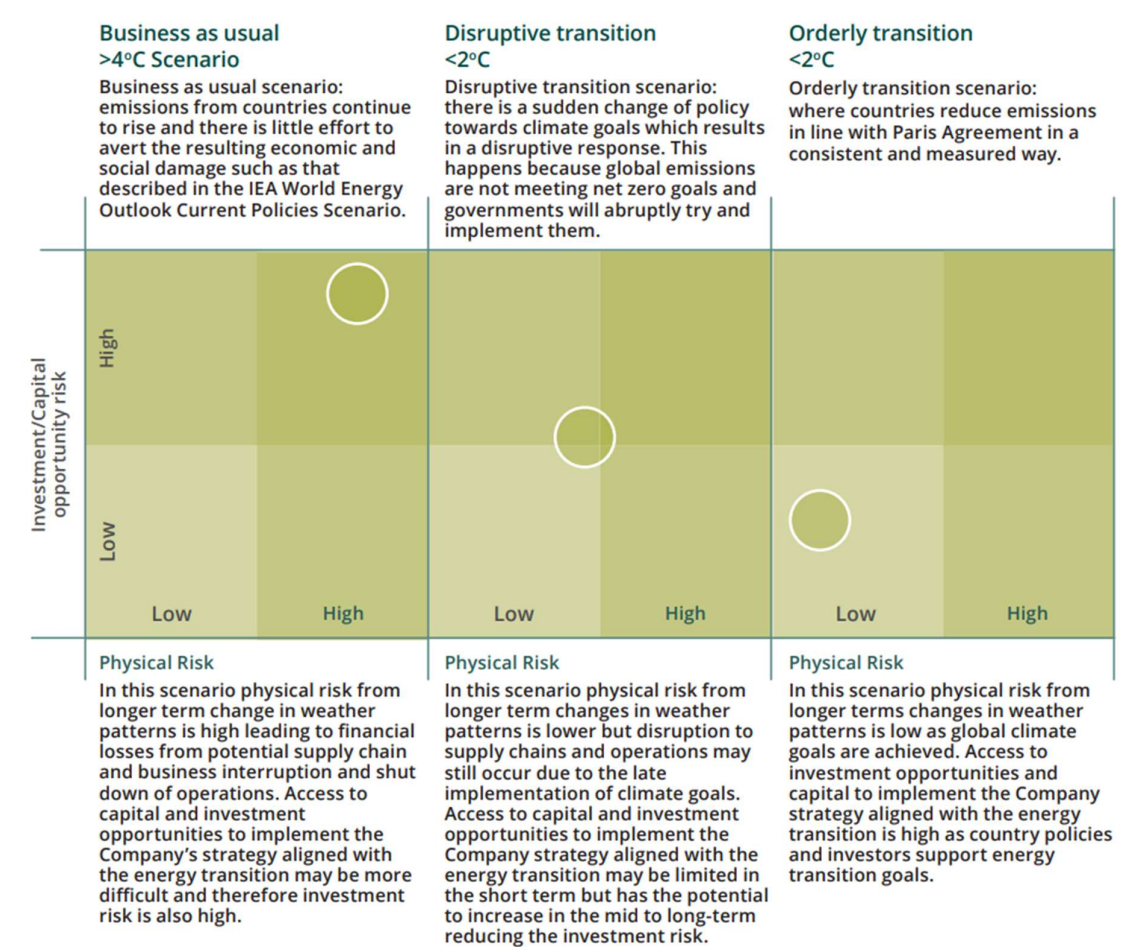 Business as usual
>4ºC Scenario
Business as usual scenario:
emissions from countries continue
to rise and there is little effort to
avert the resulting economic and
social damage such as that
described in the IEA World Energy
Outlook Current Policies Scenario.
Disruptive transition
<2ºC
Disruptive transition scenario:
there is a sudden change of policy
towards climate goals which results
in a disruptive response. This
happens because global emissions
are not meeting net zero goals and
governments will abruptly try and
implement them.
Orderly transition
<2ºC
Orderly transition scenario:
where countries reduce emissions
in line with Paris Agreement in a
consistent and measured way.
Investment/Capital
opportunity risk
High
Low
Low
High
Low
High
Low
High
Physical Risk
In this scenario physical risk from
longer term change in weather
patterns is high leading to financial
losses from potential supply chain
and business interruption and shut
down of operations. Access to
capital and investment
opportunities to implement the
Company's strategy aligned with
the energy transition may be more
difficult and therefore investment
risk is also high.
Physical Risk
In this scenario physical risk from
longer term changes in weather
patterns is lower but disruption to
supply chains and operations may
still occur due to the late
implementation of climate goals.
Access to capital and investment
opportunities to implement the
Company strategy aligned with the
energy transition may be limited in
the short term but has the potential
to increase in the mid to long-term
reducing the investment risk.
Physical Risk
In this scenario physical risk from
longer terms changes in weather
patterns is low as global climate
goals are achieved. Access to
investment opportunities and
capital to implement the Company
strategy aligned with the energy
transition is high as country policies
and investors support energy
transition goals.